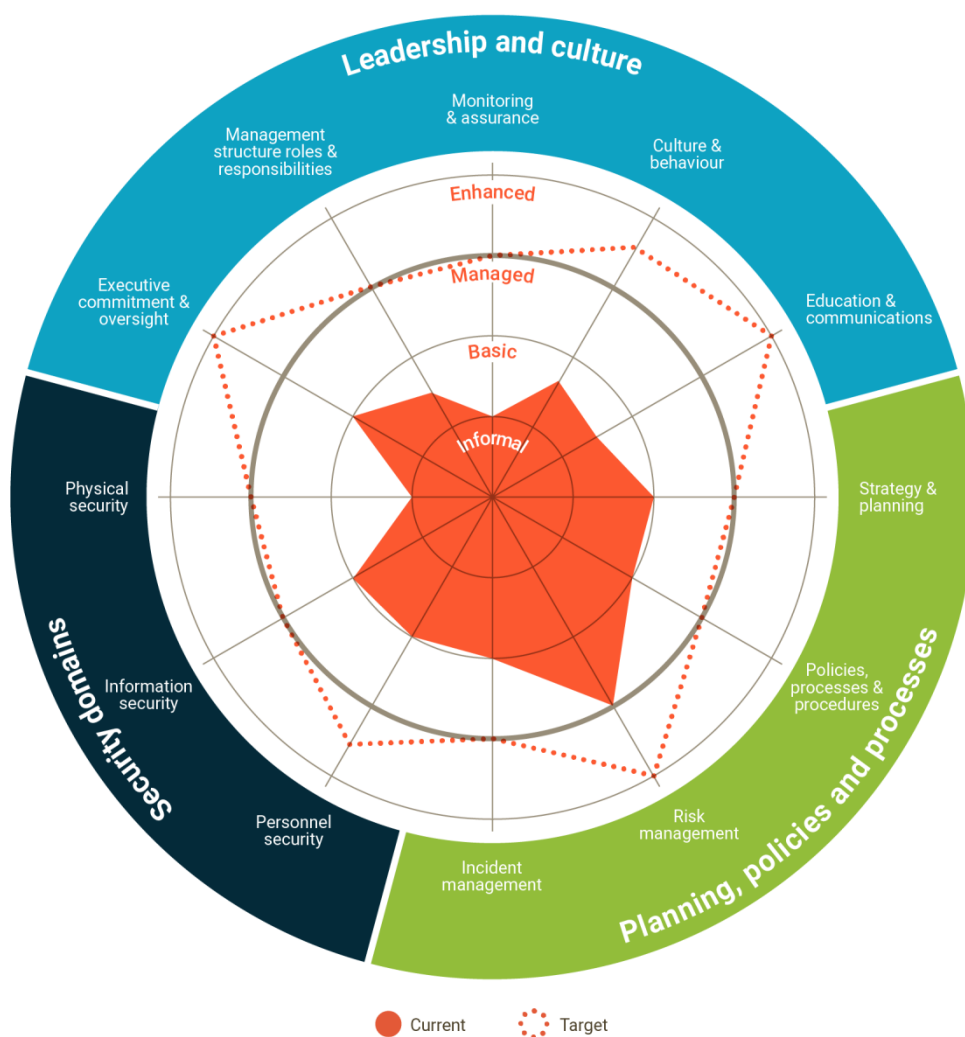 Leadership and culture
Monitoring
& assurance
Management
structure roles &
responsibilities
Culture &
behaviour
Executive
commitment &
oversight
Education &
communications
Enhanced
Managed
Basic
Informal
Physical
security
Strategy &
planning
Information
security
Policies,
processes &
procedures
Personnel
security
Risk
management
Incident
management
Security domains
Planning, policies and processes
Current
Target